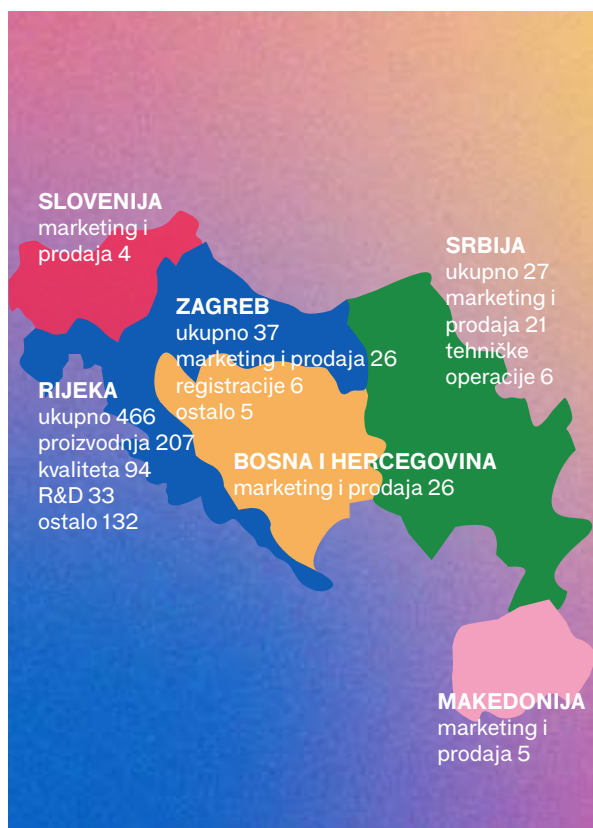 SLOVENIJA
marketing i
prodaja 4
SRBIJA
ukupno 27
marketing i
prodaja 21
tehničke
operacije 6
ZAGREB
ukupno 37
marketing i prodaja 26
registracije 6
ostalo 5
RIJEKA
ukupno 466
proizvodnja 207
kvaliteta 94
R&D 33
ostalo 132
BOSNA I HERCEGOVINA
marketing i prodaja 26
MAKEDONIJA
marketing i
prodaja 5